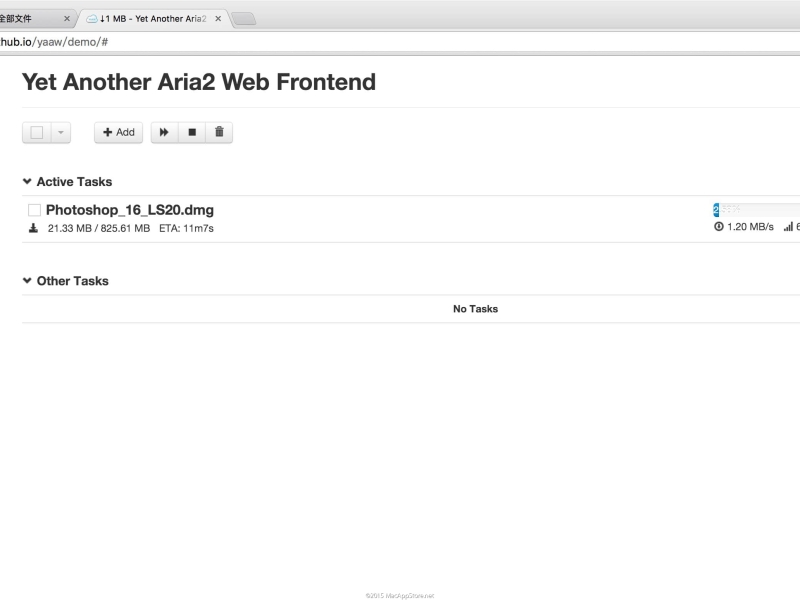 全部文件
↓1 MB - Yet Another Aria2
hub.io/yaaw/demo/#
Yet Another Aria2 Web Frontend
Add
Active Tasks
Photoshop_16_LS20.dmg
21.33 MB / 825.61 MB ETA: 11m7s
1.20 MB/s
Other Tasks
No Tasks
©2015 MacAppStore.net